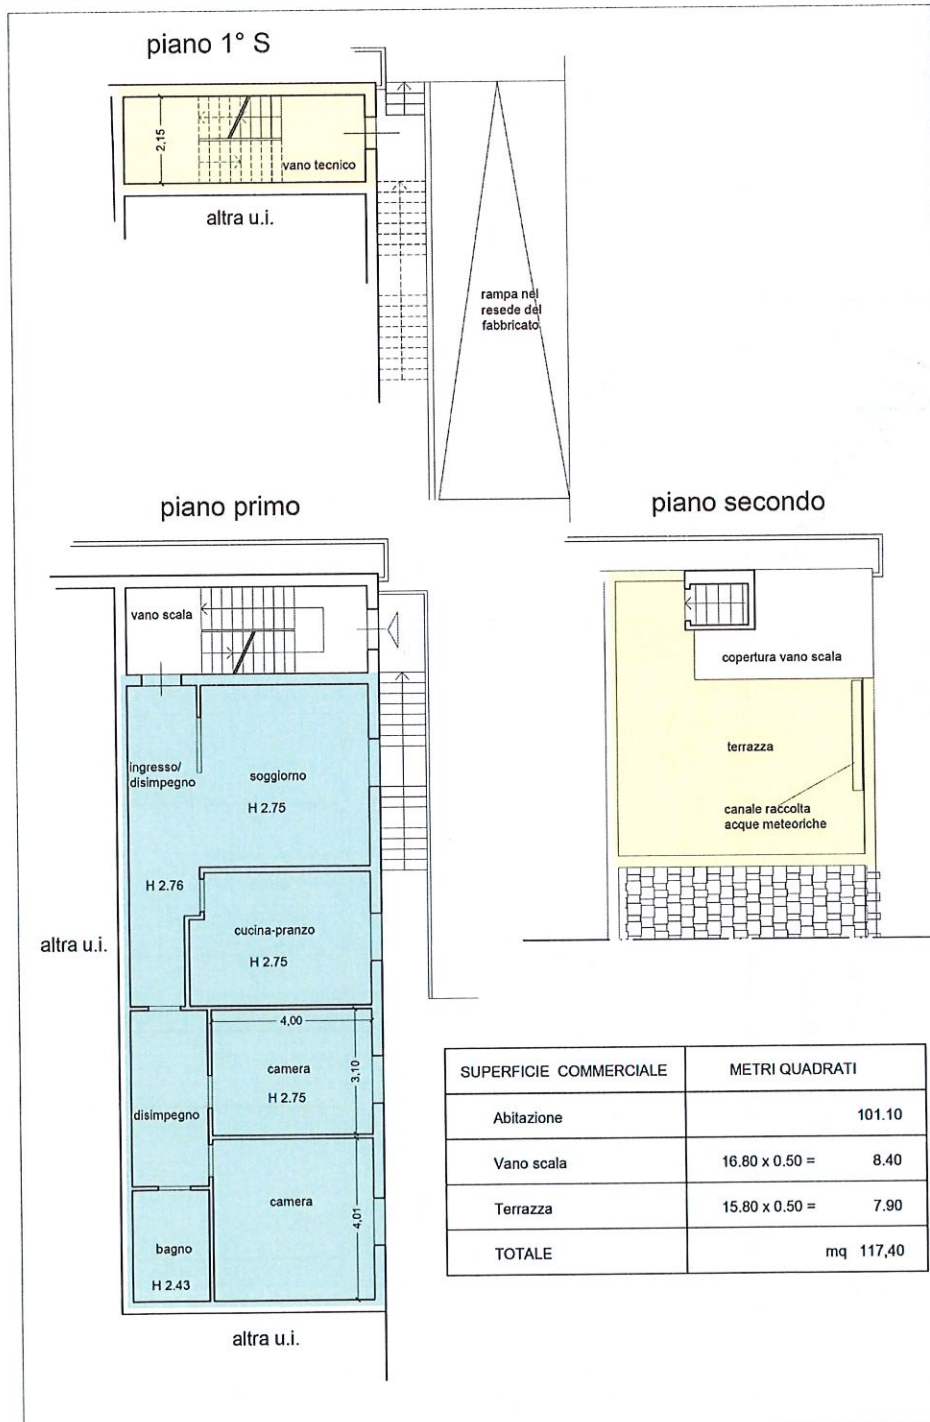 piano 1° S
2,15
vano tecnico
altra u.i.
rampa nel
resede del
fabbricato
piano primo
vano scala
ingresso/
disimpegno
soggiorno
H 2.75
H 2.76
cucina-pranzo
H 2.75
altra u.i.
4,00
camera
3,10
H 2.75
disimpegno
camera
4,01
bagno
H 2.43
altra u.i.
piano secondo
copertura vano scala
terrazza
canale raccolta
acque meteoriche
SUPERFICIE COMMERCIALE METRI QUADRATI
Abitazione 101.10
Vano scala 16.80 x 0.50 = 8.40
Terrazza 15.80 x 0.50 = 7.90
TOTALE mq 117,40